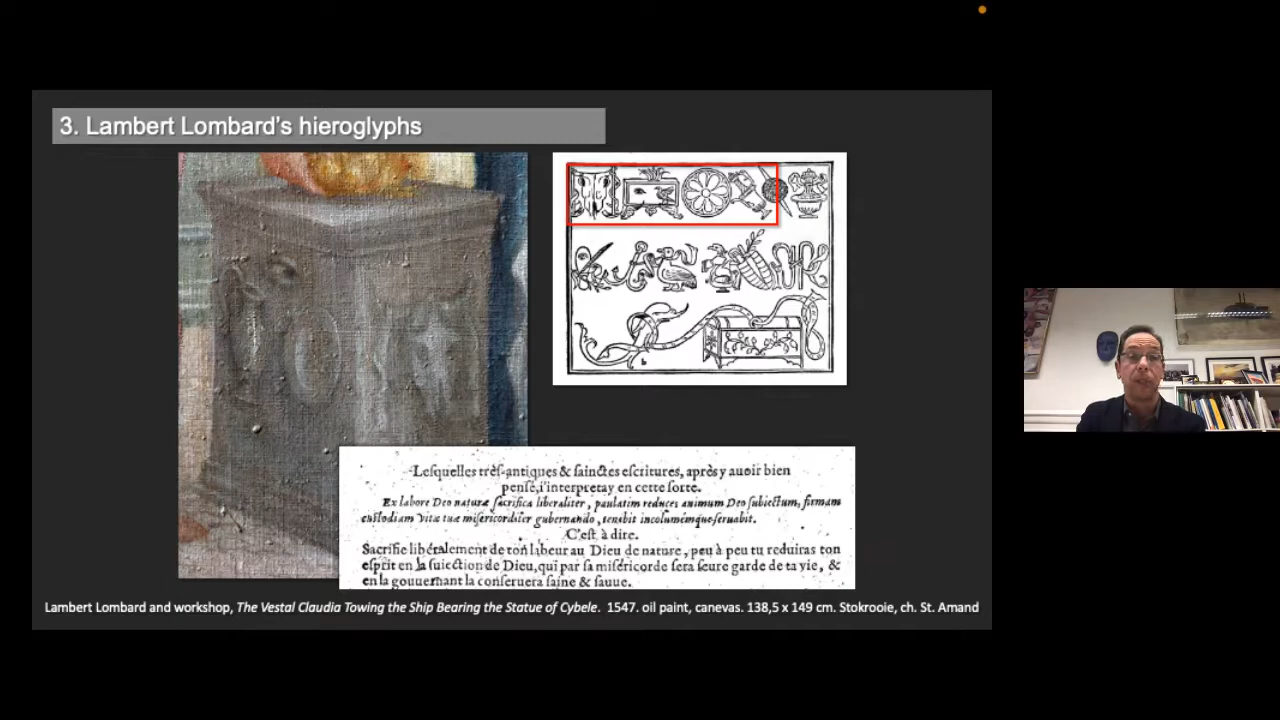 3. Lambert Lombard's hieroglyphs
Lesquelles très-antiques & sainctes escritures, après y auoir bien
pensé, i'interpretay en cette sorte.
Ex labore Deo naturæ sacrifica liberaliter, paulatim reduces animum Deo subiectum, firmam
custodiam vitæ tuæ misericorditer gubernando, tenebit incolumemque seruabit.
C'est à dire.
Sacrifie libéralement de ton labeur au Dieu de nature, peu à peu tu reduiras ton
esprit en la suiection de Dieu, qui par sa miséricorde sera seure garde de ta vie, &
en la gouuernant la conseruera saine & sauue.
Lambert Lombard and workshop, The Vestal Claudia Towing the Ship Bearing the Statue of Cybele. 1547. oil paint, canevas. 138,5 x 149 cm. Stokrooie, ch. St. Amand